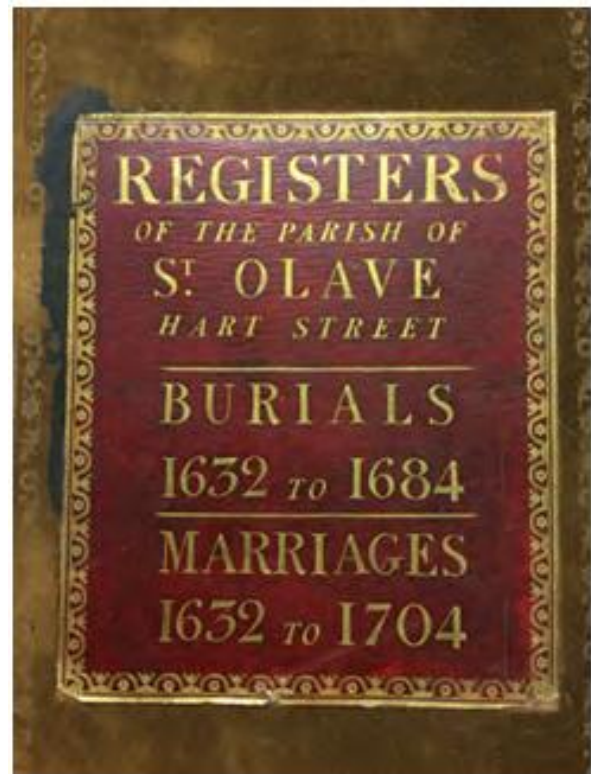 REGISTERS
OF THE PARISH OF
ST. OLAVE
HART STREET
BURIALS
1632 TO 1684
MARRIAGES
1632 TO 1704